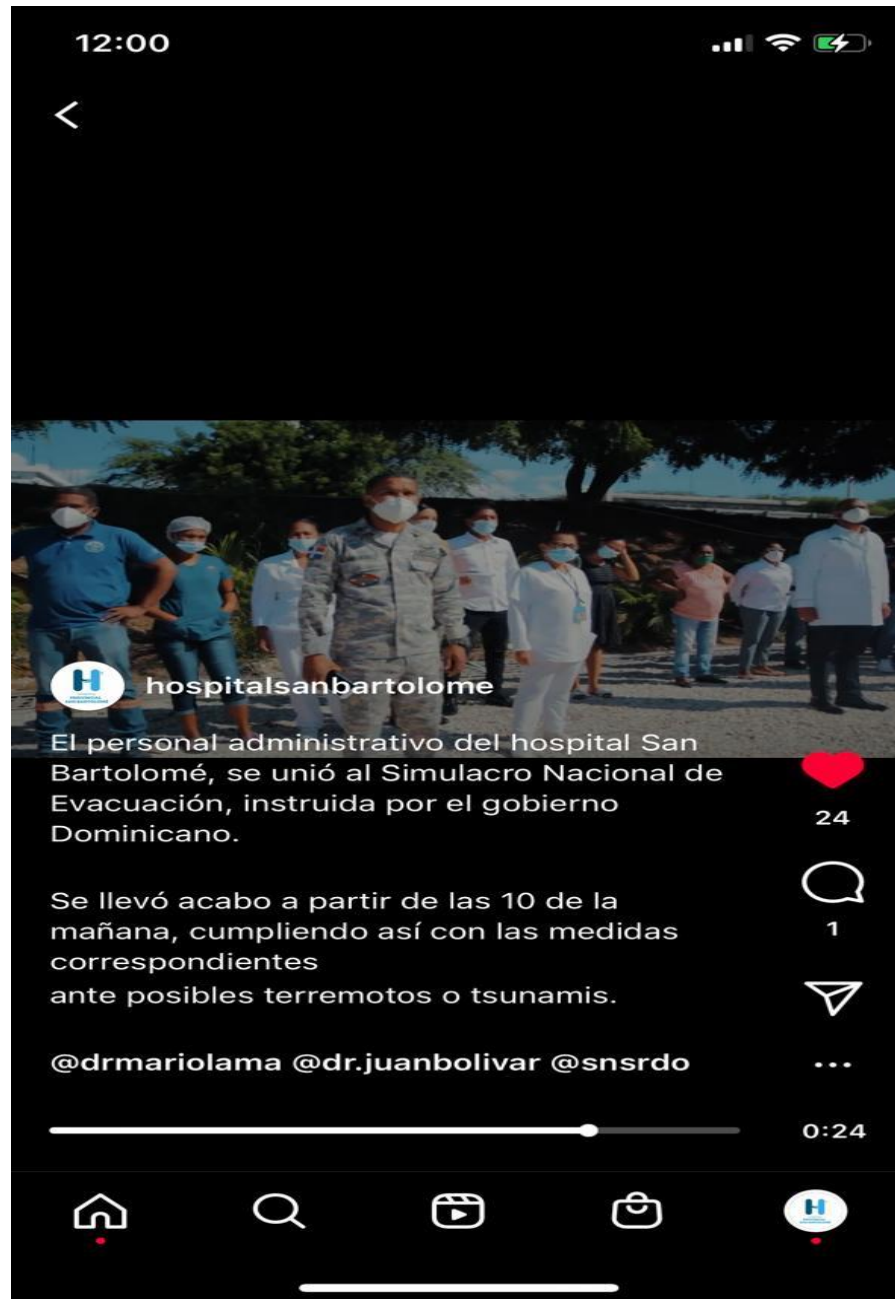 12:00
H
hospitalsanbartolome
El personal administrativo del hospital San
Bartolomé, se unió al Simulacro Nacional de
Evacuación, instruida por el gobierno
Dominicano.
24
Se llevó acabo a partir de las 10 de la
mañana, cumpliendo así con las medidas
correspondientes
1
ante posibles terremotos o tsunamis.
@drmariolama @dr.juanbolivar @snsrdo
0:24
H